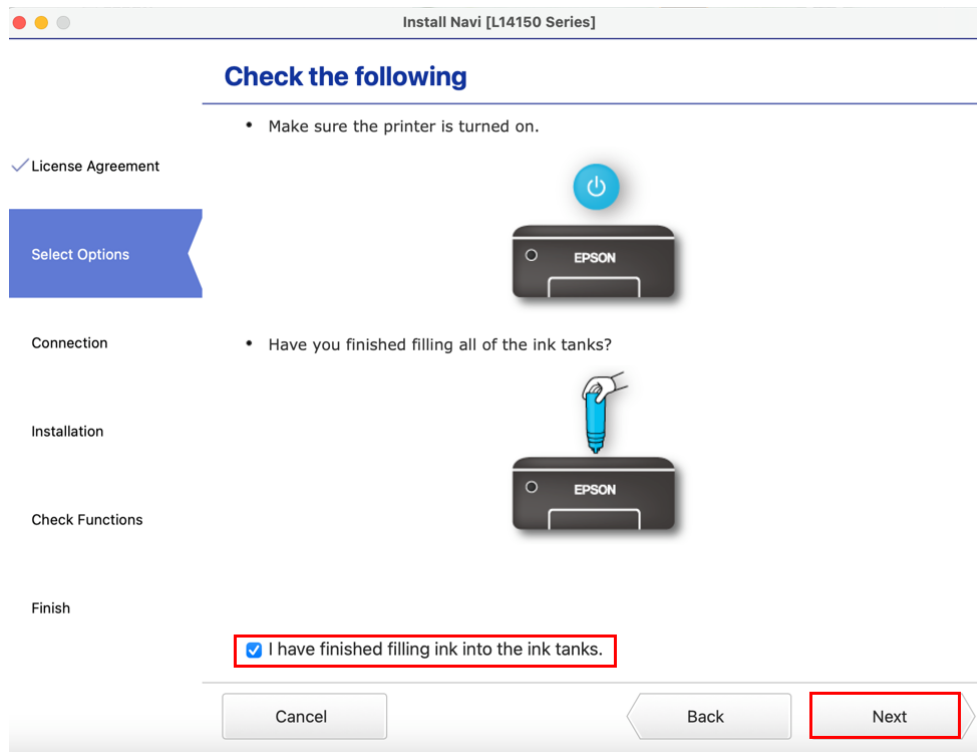 Install Navi [L14150 Series]
Check the following
• Make sure the printer is turned on.
License Agreement
EPSON
Select Options
Connection
• Have you finished filling all of the ink tanks?
Installation
EPSON
Check Functions
Finish
I have finished filling ink into the ink tanks.
Cancel
Back
Next